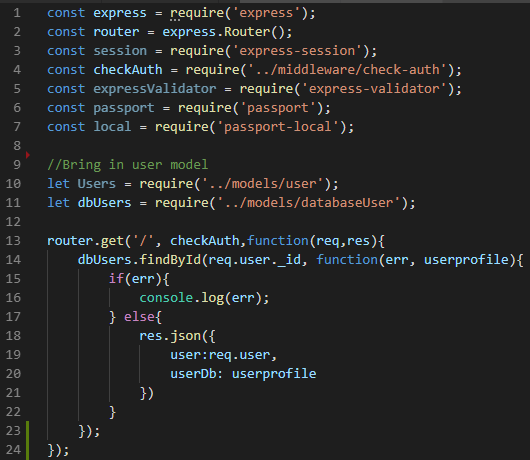 1 const express = require('express');
2 const router = express.Router();
3 const session = require('express-session');
4 const checkAuth = require('../middleware/check-auth');
5 const expressValidator = require('express-validator');
6 const passport = require('passport');
7 const local = require('passport-local');
8
9 //Bring in user model
10 let Users = require('../models/user');
11 let dbUsers = require('../models/databaseUser');
12
13 router.get('/', checkAuth,function(req,res){
14     dbUsers.findById(req.user._id, function(err, userprofile){
15         if(err){
16             console.log(err);
17         } else{
18             res.json({
19                 user:req.user,
20                 userDb: userprofile
21             })
22         }
23     });
24 });